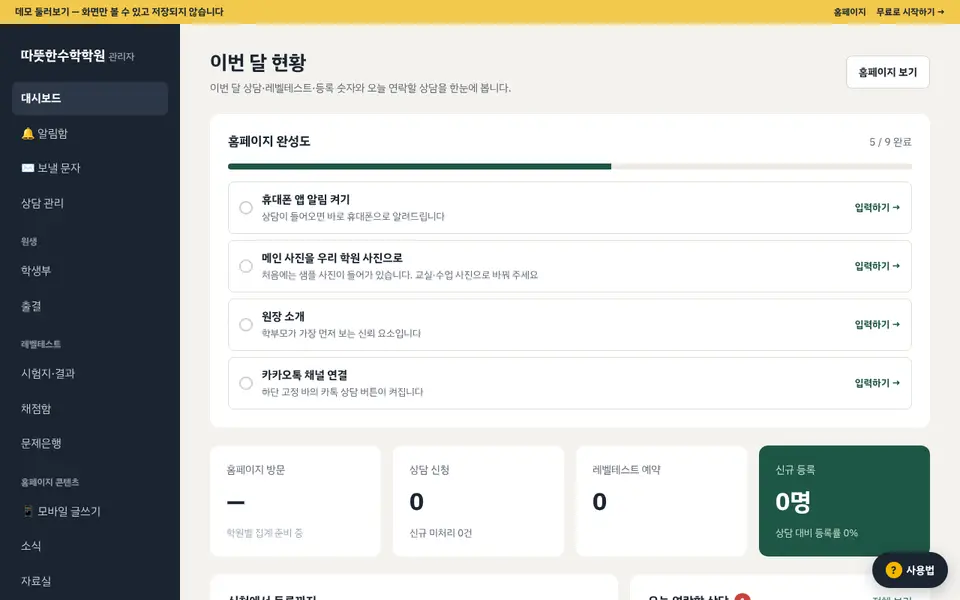 데모 둘러보기 — 화면만 볼 수 있고 저장되지 않습니다
홈페이지 무료로 시작하기 →
따뜻한수학학원 관리자
대시보드
🔔 알림함
✉️ 보낼 문자
상담 관리
원생
학생부
출결
레벨테스트
시험지·결과
채점함
문제은행
홈페이지 콘텐츠
📱 모바일 글쓰기
소식
자료실
이번 달 현황
이번 달 상담·레벨테스트·등록 숫자와 오늘 연락할 상담을 한눈에 봅니다.
홈페이지 보기
홈페이지 완성도
5 / 9 완료
휴대폰 앱 알림 켜기
상담이 들어오면 바로 휴대폰으로 알려드립니다
입력하기 →
메인 사진을 우리 학원 사진으로
처음에는 샘플 사진이 들어가 있습니다. 교실·수업 사진으로 바꿔 주세요
입력하기 →
원장 소개
학부모가 가장 먼저 보는 신뢰 요소입니다
입력하기 →
카카오톡 채널 연결
하단 고정 바의 카톡 상담 버튼이 켜집니다
입력하기 →
홈페이지 방문
—
학원별 집계 준비 중
상담 신청
0
신규 미처리 0건
레벨테스트 예약
0
신규 등록
0명
상담 대비 등록률 0%
? 사용법